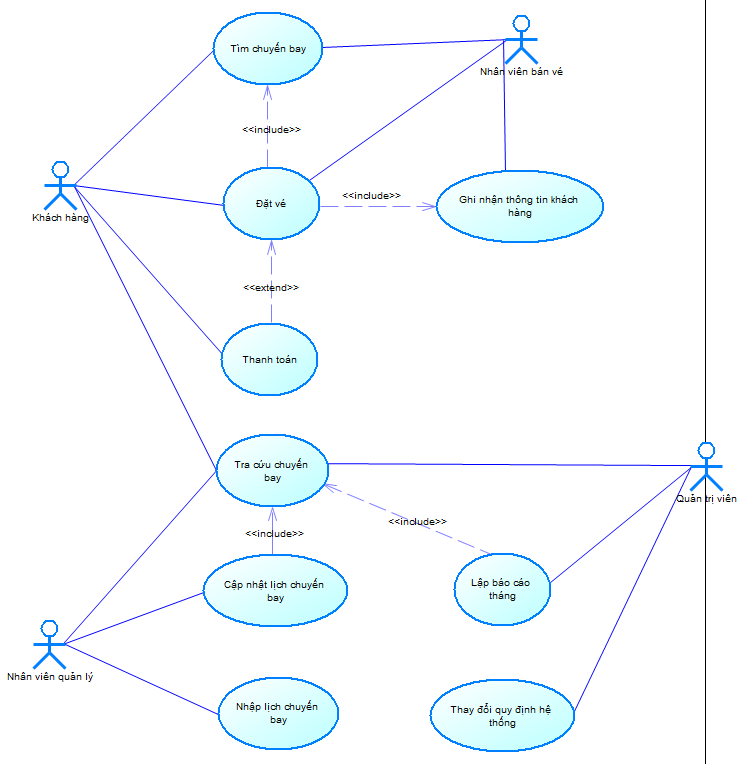 Tìm chuyến bay
Nhân viên bán vé
<<include>>
Khách hàng
Đặt vé
<<include>>
Ghi nhận thông tin khách
hàng
<<extend>>
Thanh toán
Tra cứu chuyến
bay
Quản trị viên
<<include>>
<<include>>
Cập nhật lịch chuyến
bay
Lập báo cáo
tháng
Nhân viên quản lý
Nhập lịch chuyến
bay
Thay đổi quy định hệ
thống